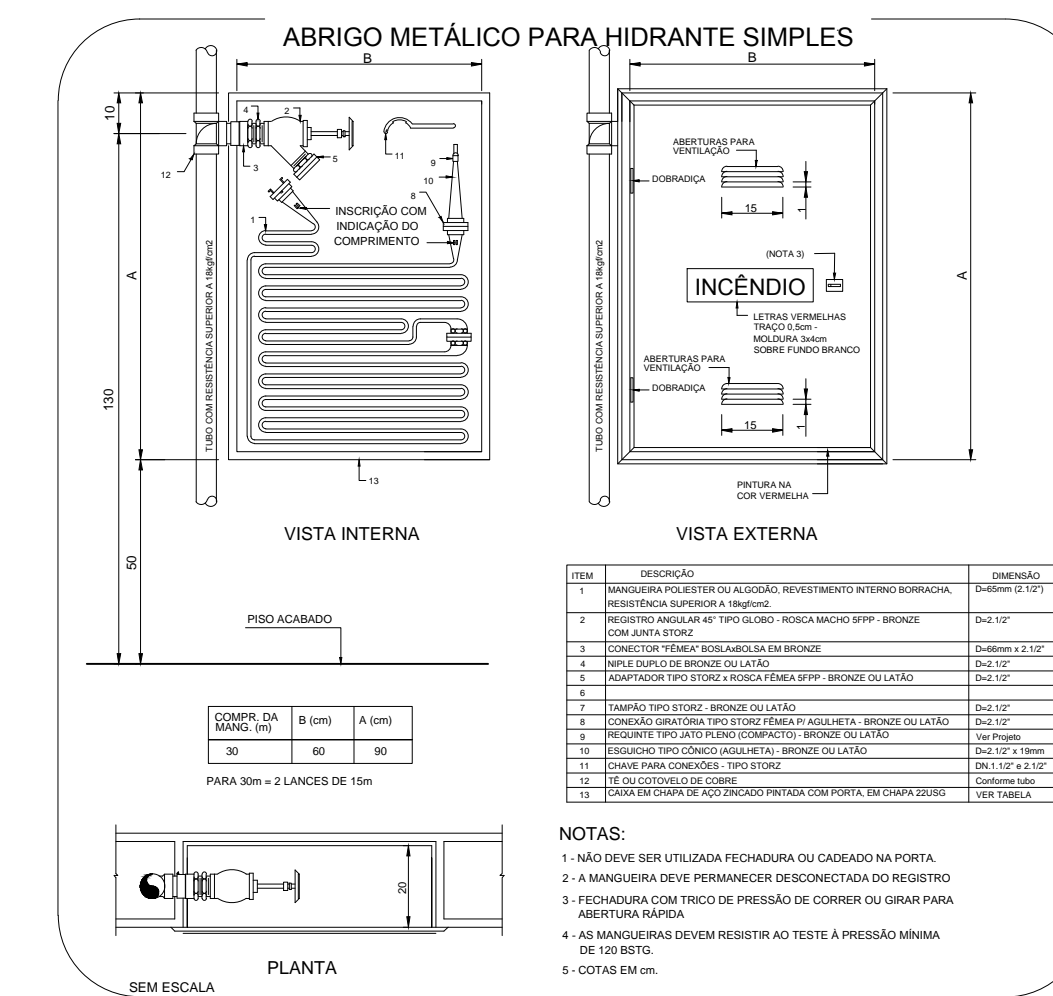 ABRIGO METÁLICO PARA HIDRANTE SIMPLES
B
10
A
130
50
TUBO COM RESISTÊNCIA SUPERIOR A 18kgf/cm2
4
2
3
5
12
11
9
10
8
1
INSCRIÇÃO COM
INDICAÇÃO DO
COMPRIMENTO
13
VISTA INTERNA
PISO ACABADO
B
A
TUBO COM RESISTÊNCIA SUPERIOR A 18kgf/cm2
ABERTURAS PARA
VENTILAÇÃO
DOBRADIÇA
15
1
(NOTA 3)
INCÊNDIO
LETRAS VERMELHAS
TRAÇO 0,5cm -
MOLDURA 3x4cm
SOBRE FUNDO BRANCO
ABERTURAS PARA
VENTILAÇÃO
DOBRADIÇA
15
1
PINTURA NA
COR VERMELHA
VISTA EXTERNA
COMPR. DA MANG. (m) B (cm) A (cm)
30 60 90
PARA 30m = 2 LANCES DE 15m
20
PLANTA
SEM ESCALA
ITEM DESCRIÇÃO DIMENSÃO
1 MANGUEIRA POLIESTER OU ALGODÃO, REVESTIMENTO INTERNO BORRACHA, D=65mm (2.1/2")
RESISTÊNCIA SUPERIOR A 18kgf/cm2.
2 REGISTRO ANGULAR 45° TIPO GLOBO - ROSCA MACHO 5FPP - BRONZE D=2.1/2"
COM JUNTA STORZ
3 CONECTOR "FÊMEA" BOSLAxBOLSA EM BRONZE D=66mm x 2.1/2"
4 NIPLE DUPLO DE BRONZE OU LATÃO D=2.1/2"
5 ADAPTADOR TIPO STORZ x ROSCA FÊMEA 5FPP - BRONZE OU LATÃO D=2.1/2"
6
7 TAMPÃO TIPO STORZ - BRONZE OU LATÃO D=2.1/2"
8 CONEXÃO GIRATÓRIA TIPO STORZ FÊMEA P/ AGULHETA - BRONZE OU LATÃO D=2.1/2"
9 REQUINTE TIPO JATO PLENO (COMPACTO) - BRONZE OU LATÃO Ver Projeto
10 ESGUICHO TIPO CÔNICO (AGULHETA) - BRONZE OU LATÃO D=2.1/2" x 19mm
11 CHAVE PARA CONEXÕES - TIPO STORZ DN.1.1/2" e 2.1/2"
12 TÊ OU COTOVELO DE COBRE Conforme tubo
13 CAIXA EM CHAPA DE AÇO ZINCADO PINTADA COM PORTA, EM CHAPA 22USG VER TABELA
NOTAS:
1 - NÃO DEVE SER UTILIZADA FECHADURA OU CADEADO NA PORTA.
2 - A MANGUEIRA DEVE PERMANECER DESCONECTADA DO REGISTRO
3 - FECHADURA COM TRICO DE PRESSÃO DE CORRER OU GIRAR PARA
ABERTURA RÁPIDA
4 - AS MANGUEIRAS DEVEM RESISTIR AO TESTE À PRESSÃO MÍNIMA
DE 120 BSTG.
5 - COTAS EM cm.